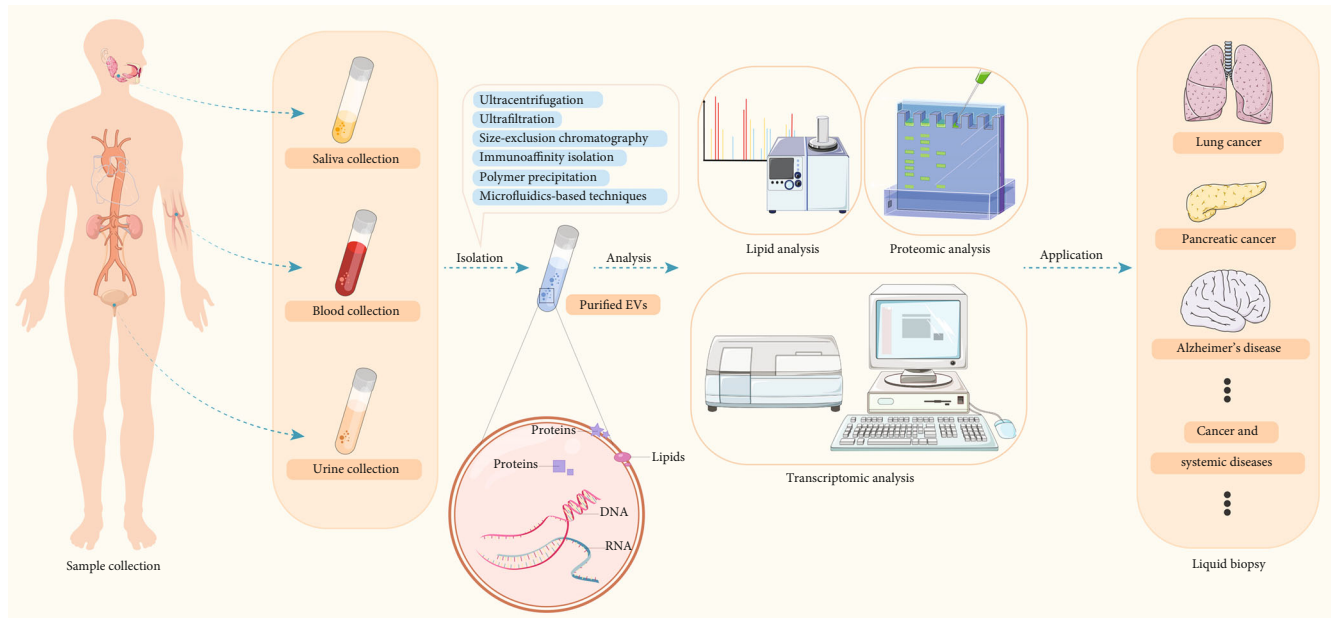 Saliva collection
Blood collection
Urine collection
Sample collection
Isolation
Ultracentrifugation
Ultrafiltration
Size-exclusion chromatography
Immunoaffinity isolation
Polymer precipitation
Microfluidics-based techniques
Purified EVs
Proteins
Proteins
Lipids
DNA
RNA
Analysis
Lipid analysis
Proteomic analysis
Transcriptomic analysis
Application
Lung cancer
Pancreatic cancer
Alzheimer's disease
Cancer and
systemic diseases
Liquid biopsy